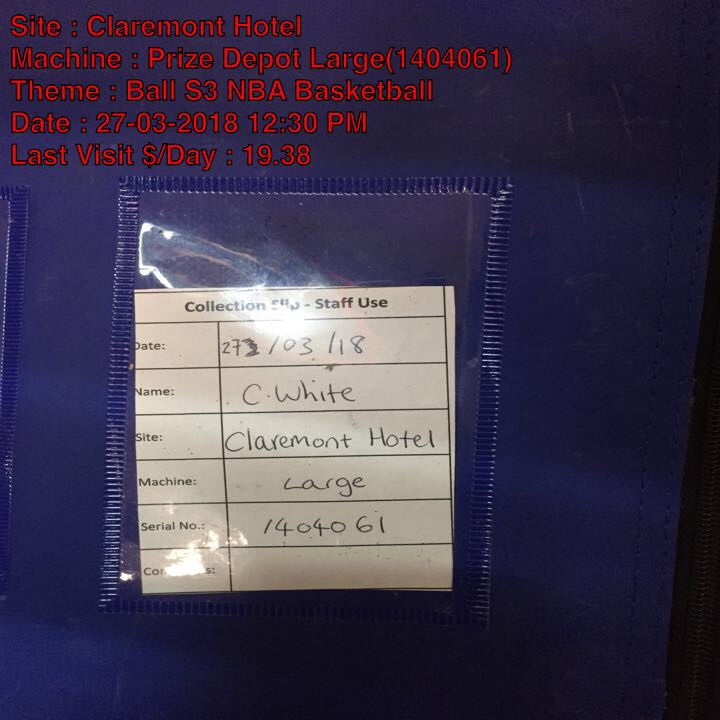 Site : Claremont Hotel
Machine : Prize Depot Large(1404061)
Theme : Ball S3 NBA Basketball
Date : 27-03-2018 12:30 PM
Last Visit $/Day : 19.38
Collection Slip - Staff Use
Date: /03/18
Name: C.White
Site: Claremont Hotel
Machine: Large
Serial No.: 1404061